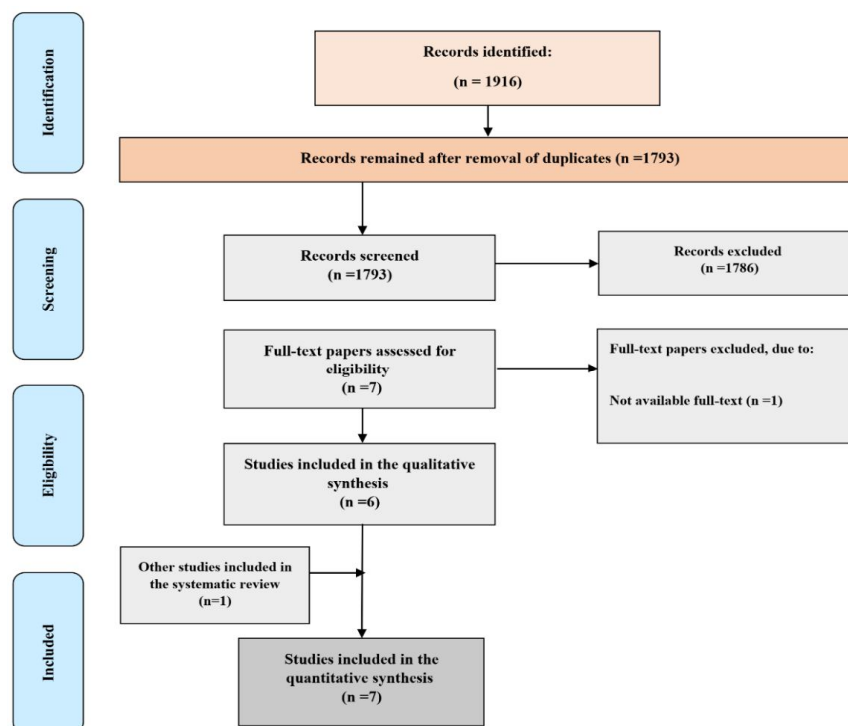 Identification
Records identified:
(n = 1916)
Records remained after removal of duplicates (n =1793)
Screening
Records screened
(n =1793)
Records excluded
(n =1786)
Full-text papers assessed for
eligibility
(n =7)
Full-text papers excluded, due to:
Not available full-text (n =1)
Eligibility
Studies included in the qualitative
synthesis
(n =6)
Other studies included in
the systematic review
(n=1)
Included
Studies included in the
quantitative synthesis
(n =7)